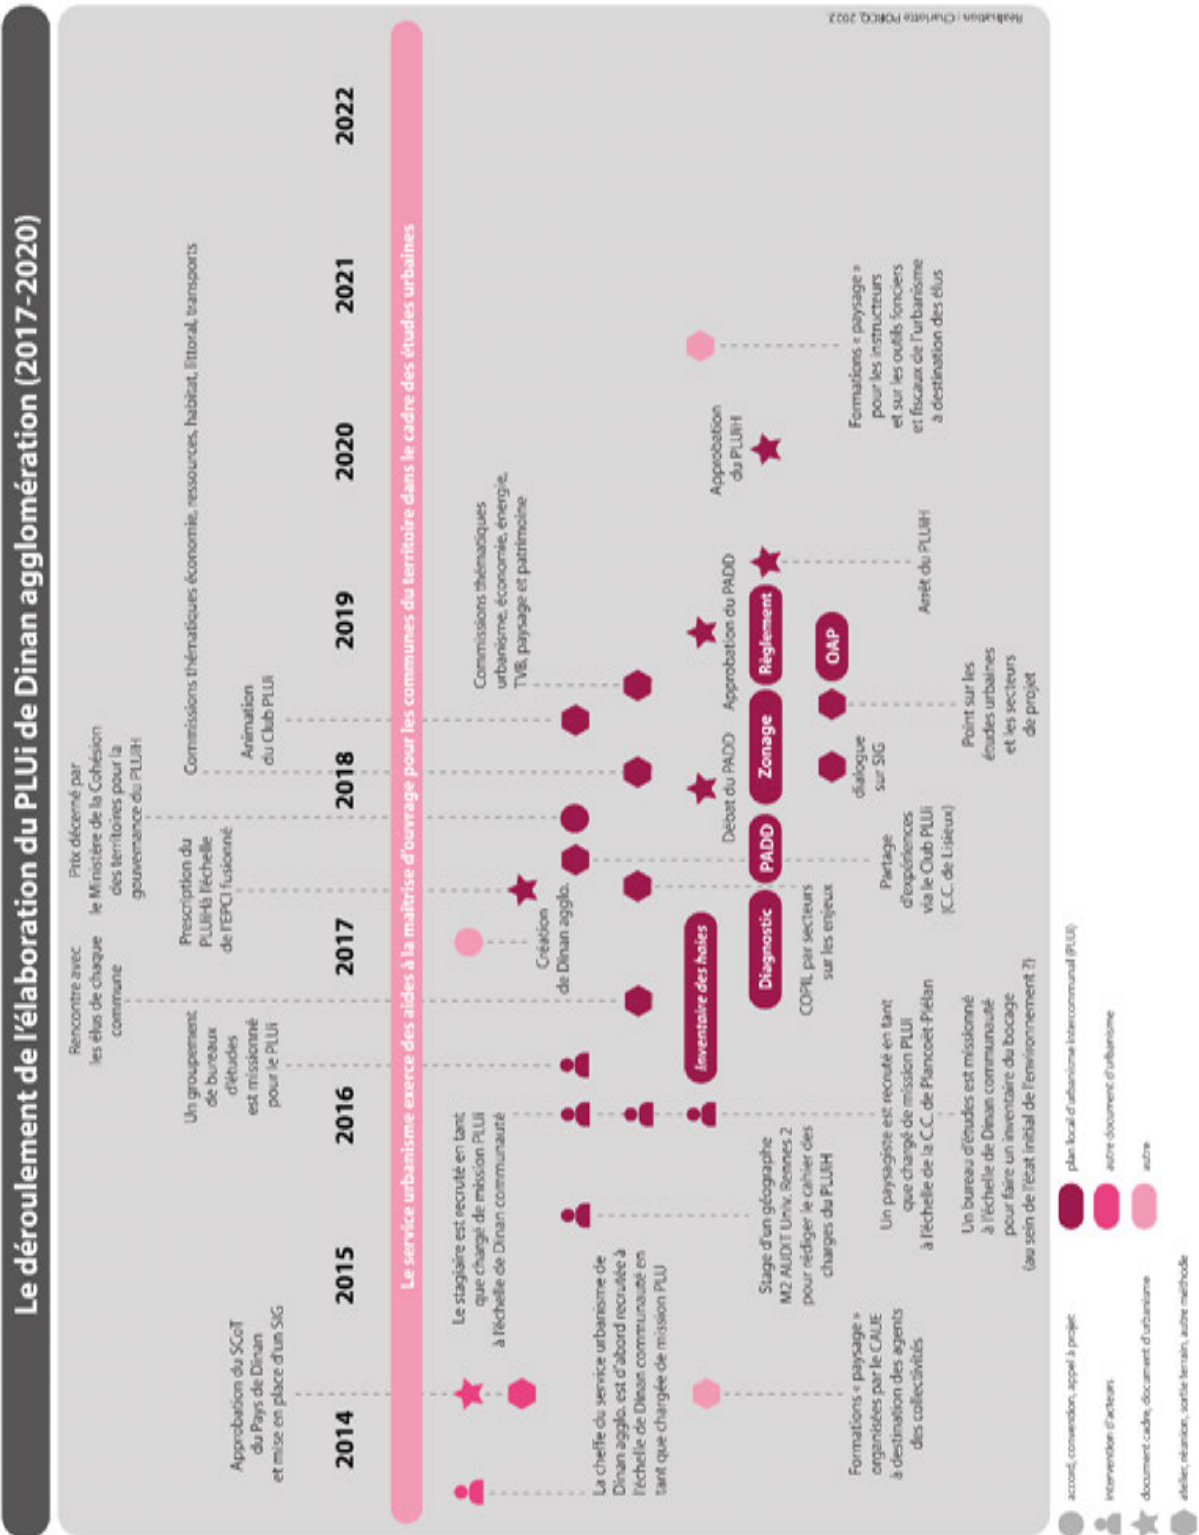 Le déroulement de l'élaboration du PLUi de Dinan agglomération (2017-2020)
Rencontre avec
les élus de chaque
commune
Prix décerné par
le Ministère de la Cohésion
des territoires pour la
gouvernance du PLUiH
Approbation du SCoT
du Pays de Dinan
et mise en place d'un SIG
Un groupement
de bureaux
d'études
est missionné
pour le PLUi
Prescription du
PLUiHà l'échelle
de l'EPCI fusionné
Animation
du Club PLUi
Commissions thématiques économie, ressources, habitat, littoral, transports
2014
2015
2016
2017
2018
2019
2020
2021
2022
Le service urbanisme exerce des aides à la maîtrise d'ouvrage pour les communes du territoire dans le cadre des études urbaines
Le stagiaire est recruté en tant
que chargé de mission PLUi
à l'échelle de Dinan communauté
Création
de Dinan agglo.
Commissions thématiques
urbanisme, économie, énergie,
TVB, paysage et patrimoine
La cheffe du service urbanisme de
Dinan agglo. est d'abord recrutée à
l'échelle de Dinan communauté en
tant que chargée de mission PLU
Inventaire des haies
Débat du PADD
Approbation du PADD
Approbation
du PLUiH
Diagnostic
PADD
Zonage
Règlement
OAP
Stage d'un géographe
M2 AUDIT Univ. Rennes 2
pour rédiger le cahier des
charges du PLUiH
COPIL par secteurs
sur les enjeux
dialogue
sur SIG
Formations « paysage »
organisées par le CAUE
à destination des agents
des collectivités
Un paysagiste est recruté en tant
que chargé de mission PLUi
à l'échelle de la C.C. de Plancoët-Plélan
Partage
d'expériences
via le Club PLUi
(C.C. de Lisieux)
Arrêt du PLUiH
Formations « paysage »
pour les instructeurs
et sur les outils fonciers
et fiscaux de l'urbanisme
à destination des élus
Un bureau d'études est missionné
à l'échelle de Dinan communauté
pour faire un inventaire du bocage
(au sein de l'état initial de l'environnement ?)
Point sur les
études urbaines
et les secteurs
de projet
Réalisation : Charlotte PORCQ, 2022.
accord, convention, appel à projet
intervention d'acteurs
document cadre, document d'urbanisme
atelier, réunion, sortie terrain, autre méthode
plan local d'urbanisme intercommunal (PLUi)
autre document d'urbanisme
autre